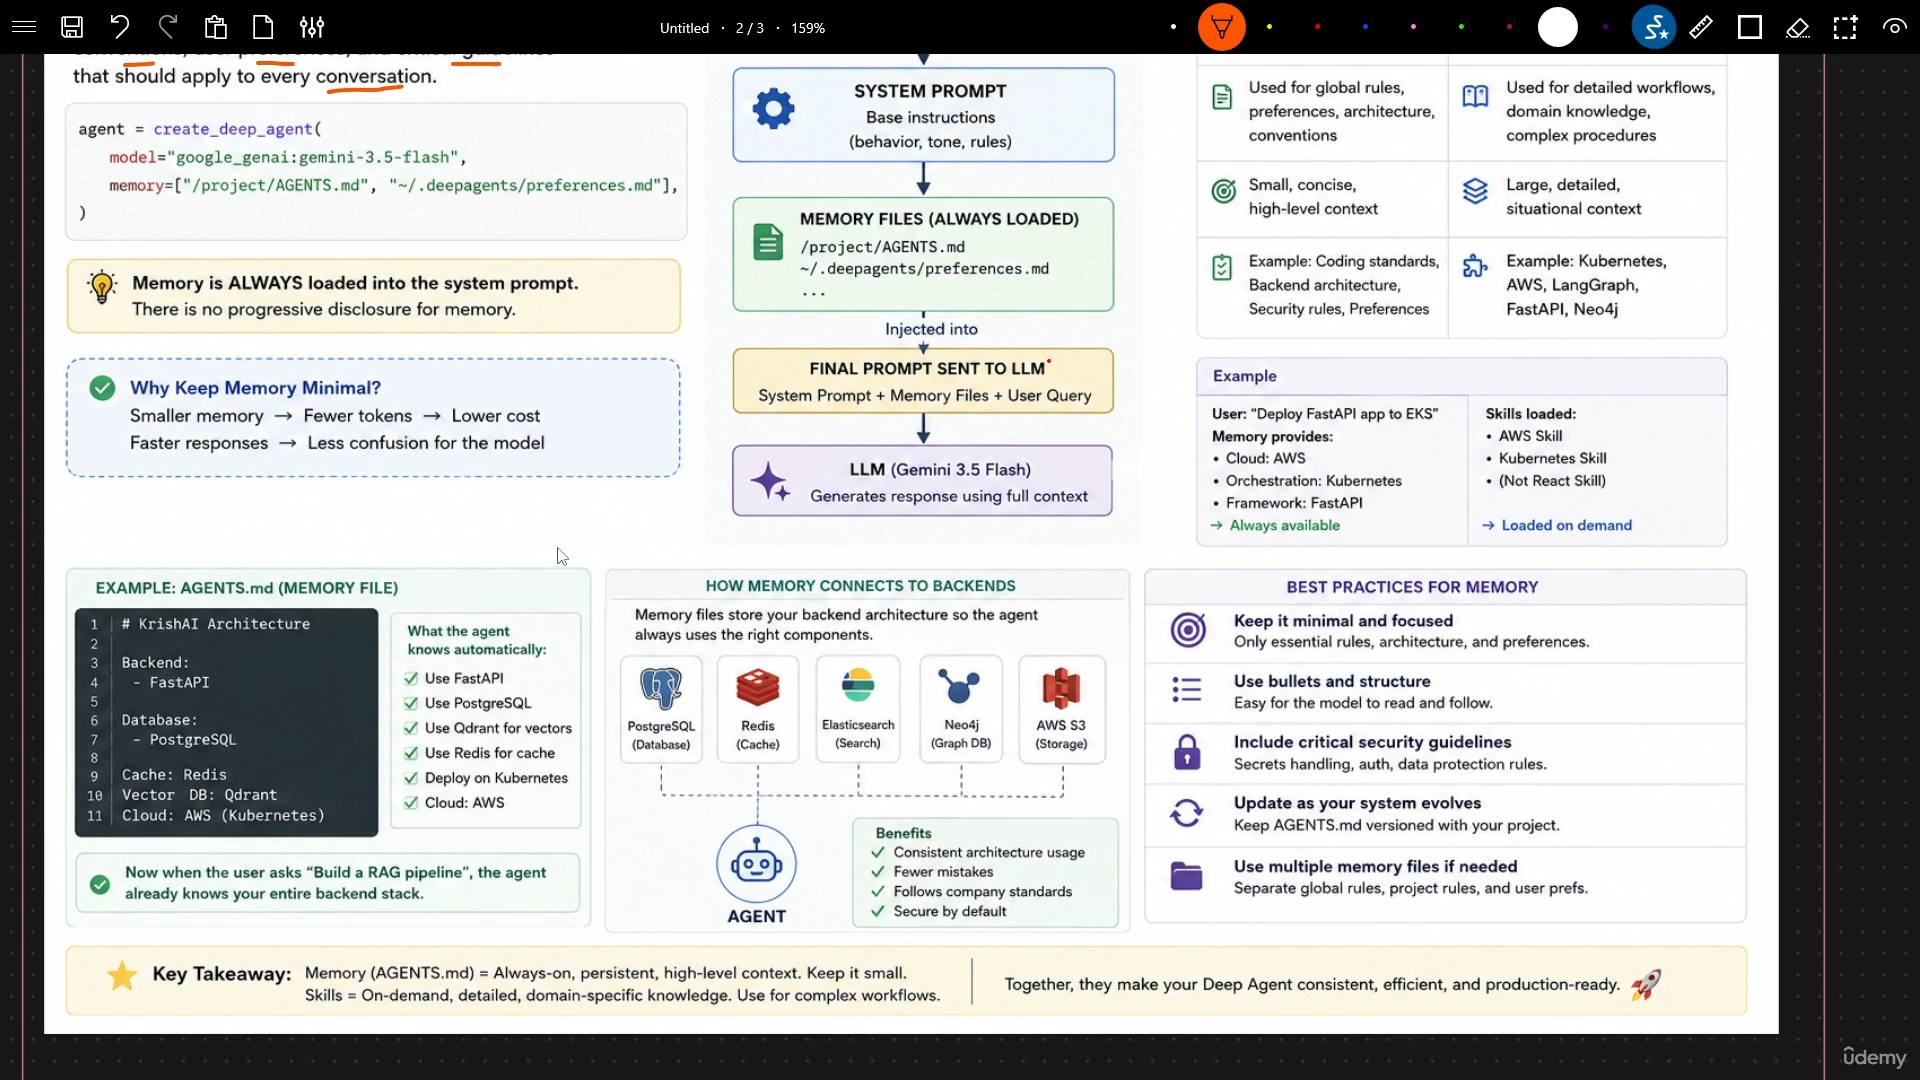 Untitled • 2 / 3 • 159%
that should apply to every conversation.
agent = create_deep_agent(
model="google_genai:gemini-3.5-flash",
memory=["/project/AGENTS.md", "~/.deepagents/preferences.md"],
)
Memory is ALWAYS loaded into the system prompt.
There is no progressive disclosure for memory.
Why Keep Memory Minimal?
Smaller memory → Fewer tokens → Lower cost
Faster responses → Less confusion for the model
SYSTEM PROMPT
Base instructions
(behavior, tone, rules)
MEMORY FILES (ALWAYS LOADED)
/project/AGENTS.md
~/.deepagents/preferences.md
...
Injected into
FINAL PROMPT SENT TO LLM
System Prompt + Memory Files + User Query
LLM (Gemini 3.5 Flash)
Generates response using full context
Used for global rules,
preferences, architecture,
conventions
Used for detailed workflows,
domain knowledge,
complex procedures
Small, concise,
high-level context
Large, detailed,
situational context
Example: Coding standards,
Backend architecture,
Security rules, Preferences
Example: Kubernetes,
AWS, LangGraph,
FastAPI, Neo4j
Example
User: “Deploy FastAPI app to EKS”
Memory provides:
• Cloud: AWS
• Orchestration: Kubernetes
• Framework: FastAPI
→ Always available
Skills loaded:
• AWS Skill
• Kubernetes Skill
• (Not React Skill)
→ Loaded on demand
EXAMPLE: AGENTS.md (MEMORY FILE)
1 # KrishAI Architecture
2
3 Backend:
4 - FastAPI
5
6 Database:
7 - PostgreSQL
8
9 Cache: Redis
10 Vector DB: Qdrant
11 Cloud: AWS (Kubernetes)
What the agent
knows automatically:
Use FastAPI
Use PostgreSQL
Use Qdrant for vectors
Use Redis for cache
Deploy on Kubernetes
Cloud: AWS
Now when the user asks “Build a RAG pipeline”, the agent
already knows your entire backend stack.
HOW MEMORY CONNECTS TO BACKENDS
Memory files store your backend architecture so the agent
always uses the right components.
PostgreSQL
(Database)
Redis
(Cache)
Elasticsearch
(Search)
Neo4j
(Graph DB)
AWS S3
(Storage)
AGENT
Benefits
Consistent architecture usage
Fewer mistakes
Follows company standards
Secure by default
BEST PRACTICES FOR MEMORY
Keep it minimal and focused
Only essential rules, architecture, and preferences.
Use bullets and structure
Easy for the model to read and follow.
Include critical security guidelines
Secrets handling, auth, data protection rules.
Update as your system evolves
Keep AGENTS.md versioned with your project.
Use multiple memory files if needed
Separate global rules, project rules, and user prefs.
Key Takeaway:
Memory (AGENTS.md) = Always-on, persistent, high-level context. Keep it small.
Skills = On-demand, detailed, domain-specific knowledge. Use for complex workflows.
Together, they make your Deep Agent consistent, efficient, and production-ready.
ûdemy